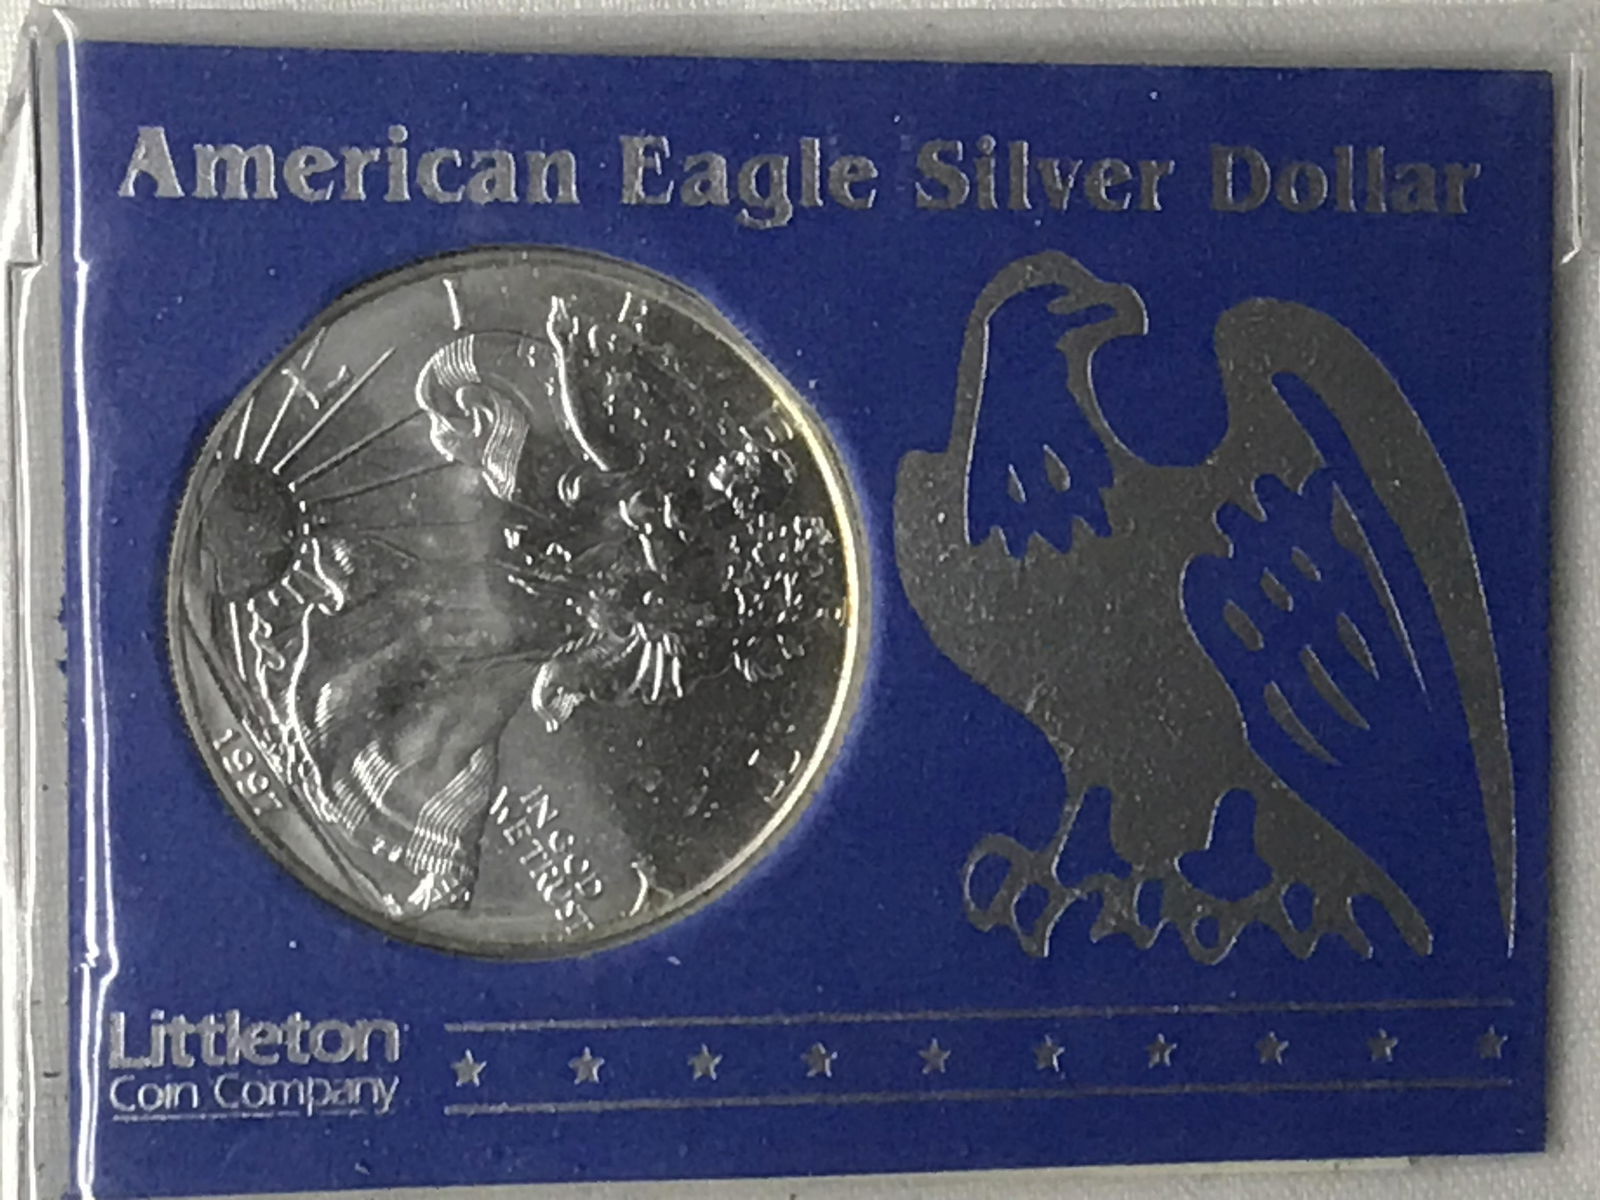 American Eagle Silver Dollar
L I B E R T Y
1997
IN GOD
WE TRUST
Littleton
Coin Company